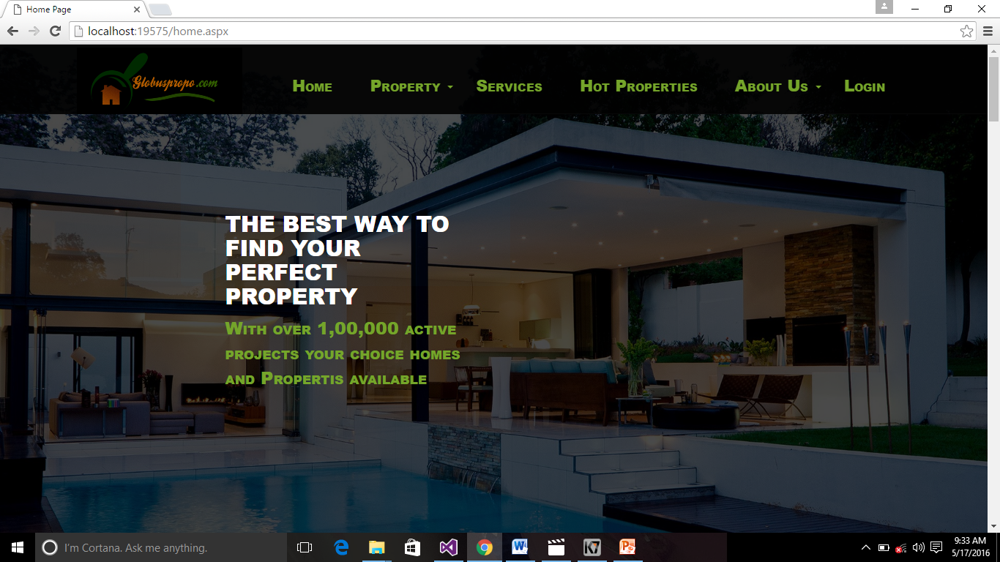 Home Page
localhost:19575/home.aspx
Globuspropo.com
Home Property Services Hot Properties About Us Login
THE BEST WAY TO
FIND YOUR
PERFECT
PROPERTY
With over 1,00,000 active
projects your choice homes
and Propertis available
I'm Cortana. Ask me anything.
9:33 AM
5/17/2016